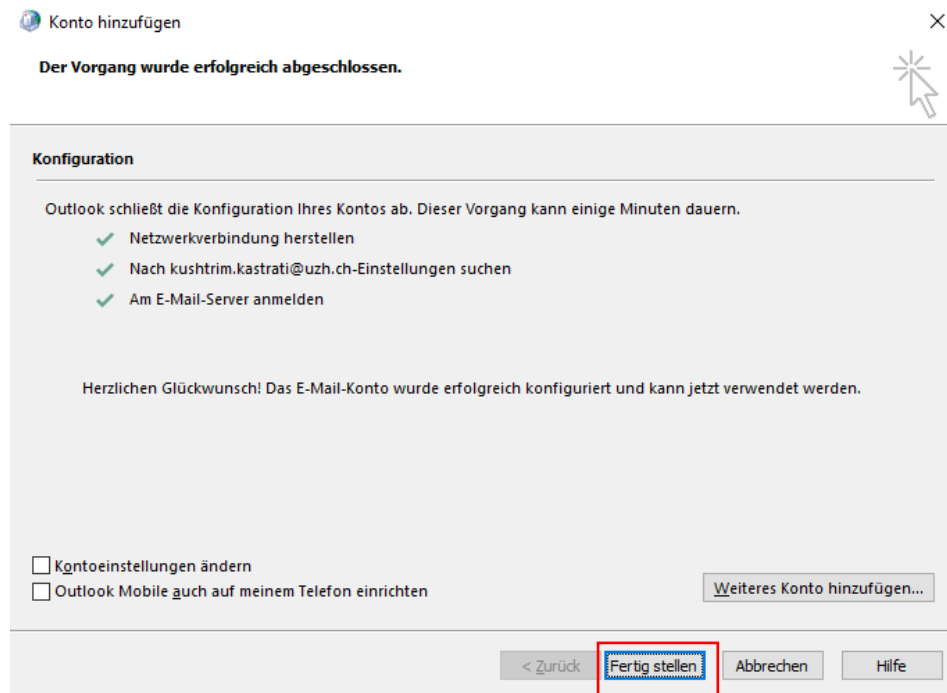 Konto hinzufügen
Der Vorgang wurde erfolgreich abgeschlossen.
Konfiguration
Outlook schließt die Konfiguration Ihres Kontos ab. Dieser Vorgang kann einige Minuten dauern.
Netzwerkverbindung herstellen
Nach kushtrim.kastrati@uzh.ch-Einstellungen suchen
Am E-Mail-Server anmelden
Herzlichen Glückwunsch! Das E-Mail-Konto wurde erfolgreich konfiguriert und kann jetzt verwendet werden.
Kontoeinstellungen ändern
Outlook Mobile auch auf meinem Telefon einrichten
Weiteres Konto hinzufügen...
< Zurück Fertig stellen Abbrechen Hilfe